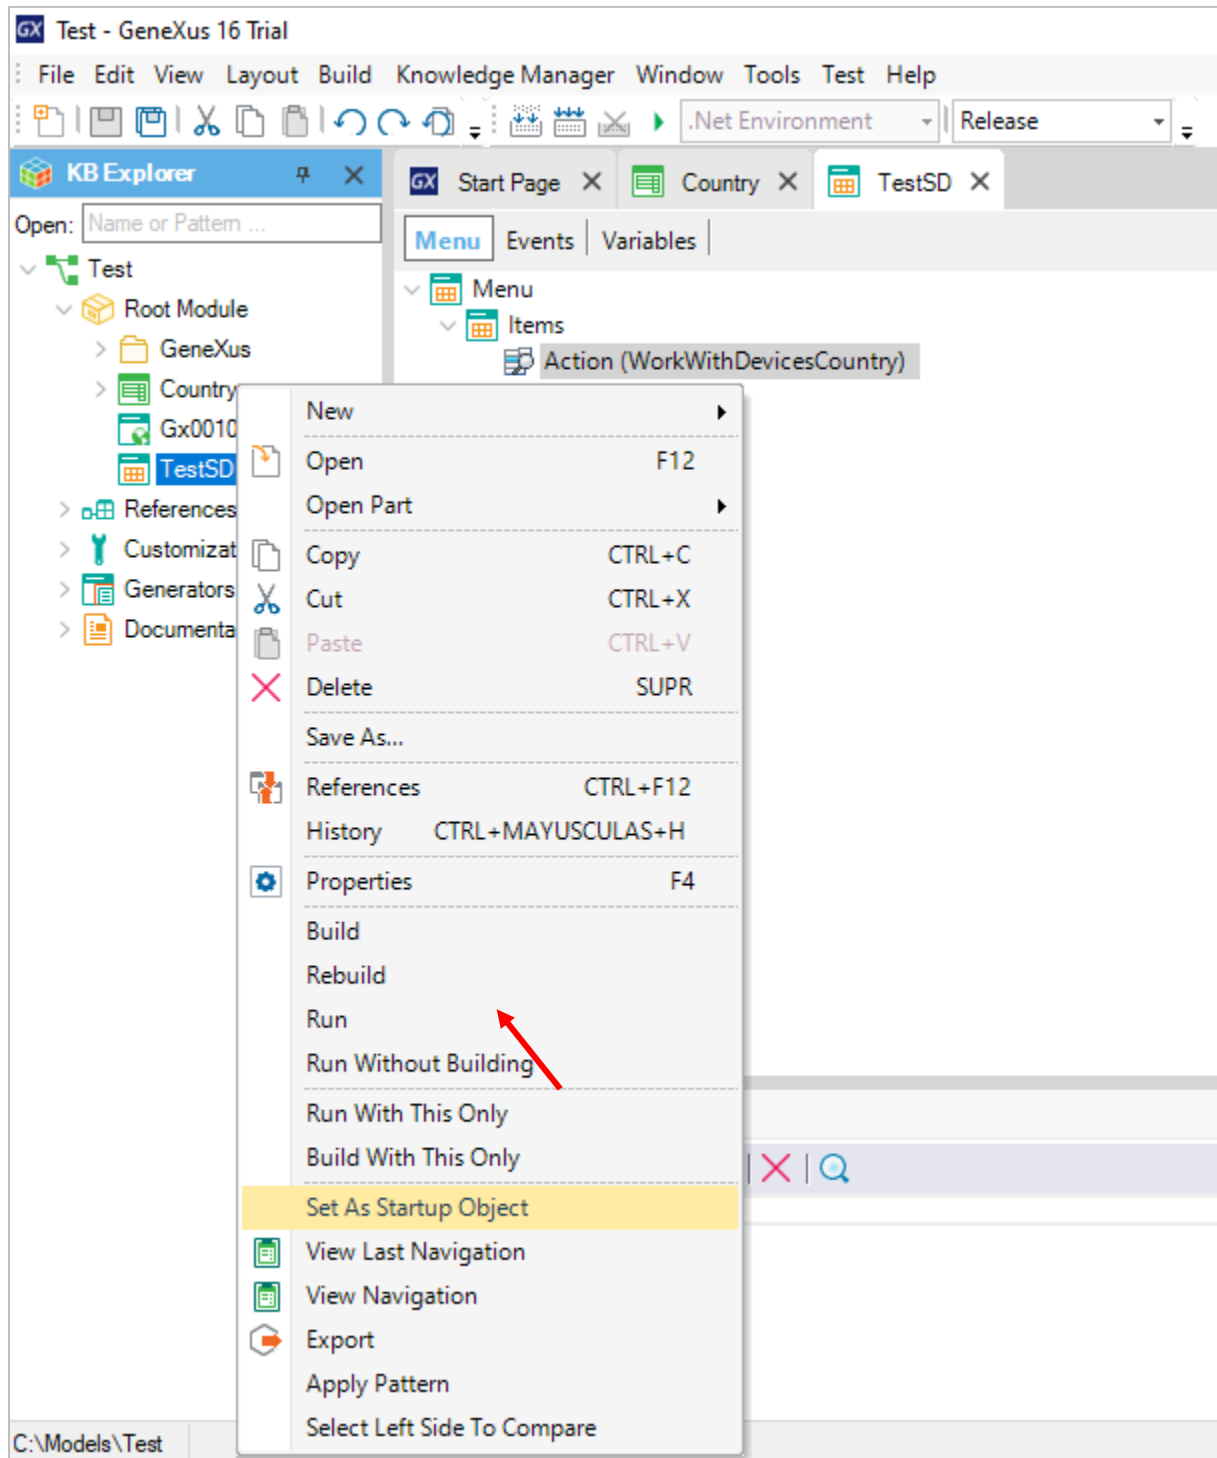 GX Test - GeneXus 16 Trial
File Edit View Layout Build Knowledge Manager Window Tools Test Help
.Net Environment Release
KB Explorer
GX Start Page Country TestSD
Open: Name or Pattern ...
Menu Events Variables
Test
Root Module
GeneXus
Country
Gx0010
TestSD
References
Customizat
Generators
Documenta
Menu
Items
Action (WorkWithDevicesCountry)
New
Open F12
Open Part
Copy CTRL+C
Cut CTRL+X
Paste CTRL+V
Delete SUPR
Save As...
References CTRL+F12
History CTRL+MAYUSCULAS+H
Properties F4
Build
Rebuild
Run
Run Without Building
Run With This Only
Build With This Only
Set As Startup Object
View Last Navigation
View Navigation
Export
Apply Pattern
Select Left Side To Compare
C:\Models\Test